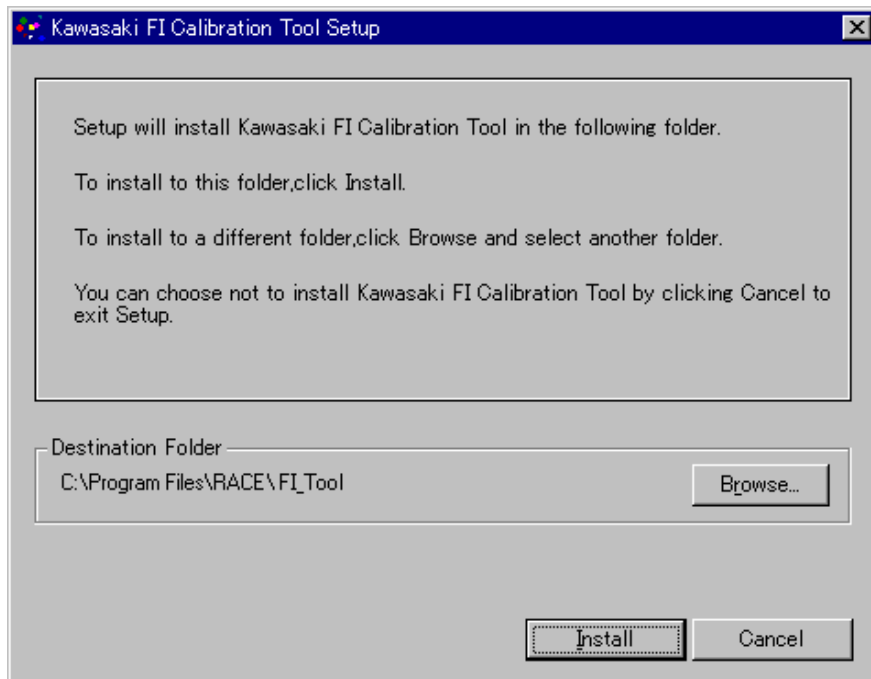 Kawasaki FI Calibration Tool Setup
Setup will install Kawasaki FI Calibration Tool in the following folder.
To install to this folder,click Install.
To install to a different folder,click Browse and select another folder.
You can choose not to install Kawasaki FI Calibration Tool by clicking Cancel to
exit Setup.
Destination Folder
C:\Program Files\RACE\FI_Tool
Browse...
Install
Cancel